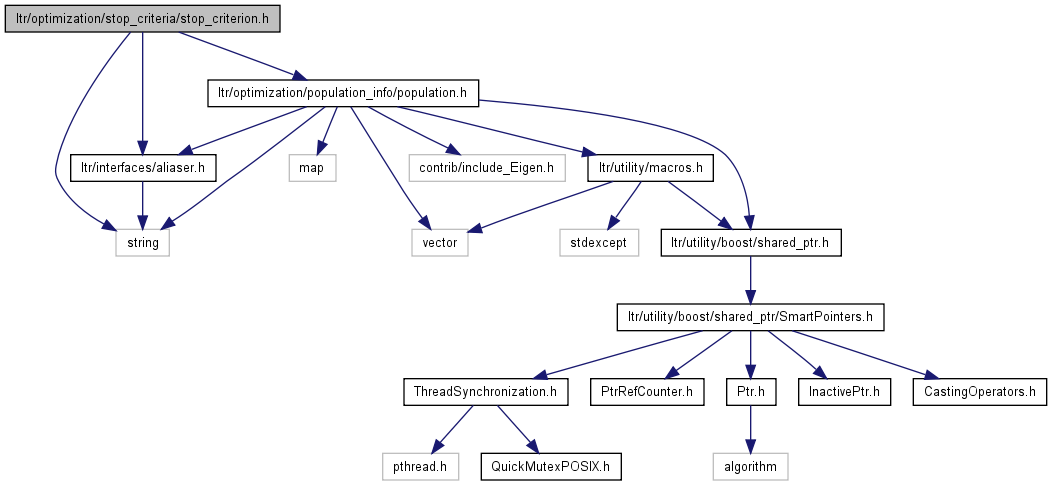 ltr/optimization/stop_criteria/stop_criterion.h
ltr/optimization/population_info/population.h
ltr/interfaces/aliaser.h
map
contrib/include_Eigen.h
ltr/utility/macros.h
string
vector
stdexcept
ltr/utility/boost/shared_ptr.h
ltr/utility/boost/shared_ptr/SmartPointers.h
ThreadSynchronization.h
PtrRefCounter.h
Ptr.h
InactivePtr.h
CastingOperators.h
pthread.h
QuickMutexPOSIX.h
algorithm